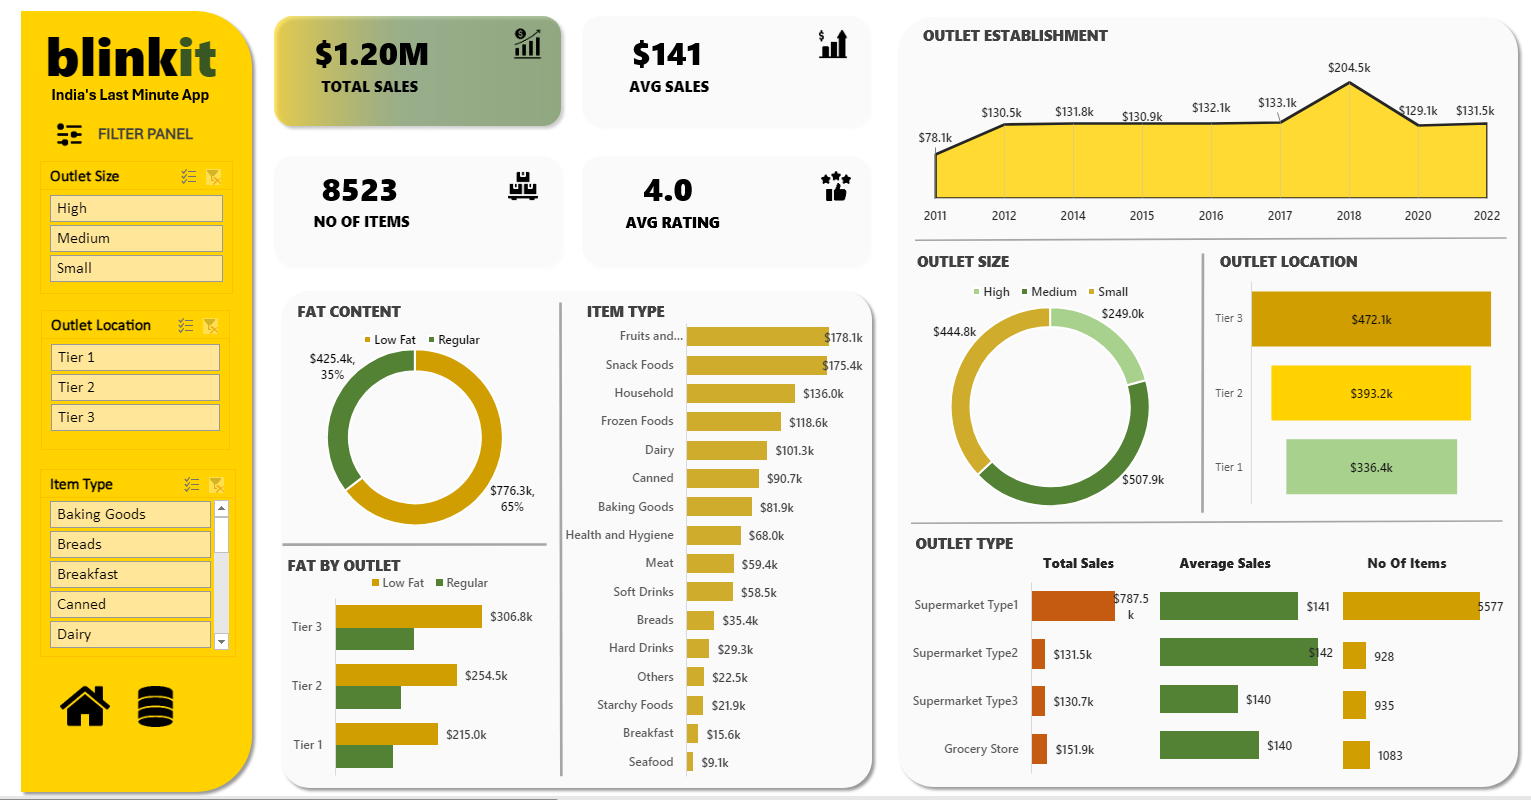 blinkit
India's Last Minute App
FILTER PANEL
Outlet Size
High
Medium
Small
Outlet Location
Tier 1
Tier 2
Tier 3
Item Type
Baking Goods
Breads
Breakfast
Canned
Dairy
$1.20M
TOTAL SALES
$141
AVG SALES
8523
NO OF ITEMS
4.0
AVG RATING
FAT CONTENT
Low Fat Regular
$425.4k,
35%
$776.3k,
65%
FAT BY OUTLET
Low Fat Regular
Tier 3 $306.8k
Tier 2 $254.5k
Tier 1 $215.0k
ITEM TYPE
Fruits and... $178.1k
Snack Foods $175.4k
Household $136.0k
Frozen Foods $118.6k
Dairy $101.3k
Canned $90.7k
Baking Goods $81.9k
Health and Hygiene $68.0k
Meat $59.4k
Soft Drinks $58.5k
Breads $35.4k
Hard Drinks $29.3k
Others $22.5k
Starchy Foods $21.9k
Breakfast $15.6k
Seafood $9.1k
OUTLET ESTABLISHMENT
$78.1k $130.5k $131.8k $130.9k $132.1k $133.1k $204.5k $129.1k $131.5k
2011 2012 2014 2015 2016 2017 2018 2020 2022
OUTLET SIZE
High Medium Small
$249.0k
$444.8k
$507.9k
OUTLET LOCATION
Tier 3 $472.1k
Tier 2 $393.2k
Tier 1 $336.4k
OUTLET TYPE
Total Sales Average Sales No Of Items
Supermarket Type1 $787.5 $141 5577
k
Supermarket Type2 $131.5k $142 928
Supermarket Type3 $130.7k $140 935
Grocery Store $151.9k $140 1083